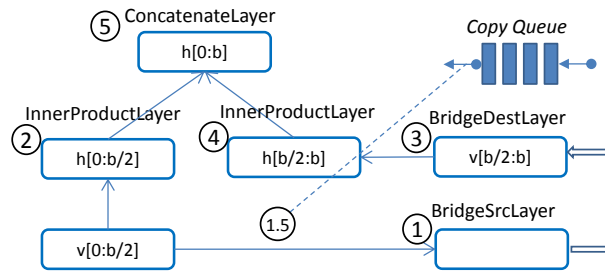 ConcatenateLayer
5
h[0:b]
Copy Queue
InnerProductLayer
2
h[0:b/2]
InnerProductLayer
4
h[b/2:b]
BridgeDestLayer
3
v[b/2:b]
1.5
BridgeSrcLayer
1
v[0:b/2]